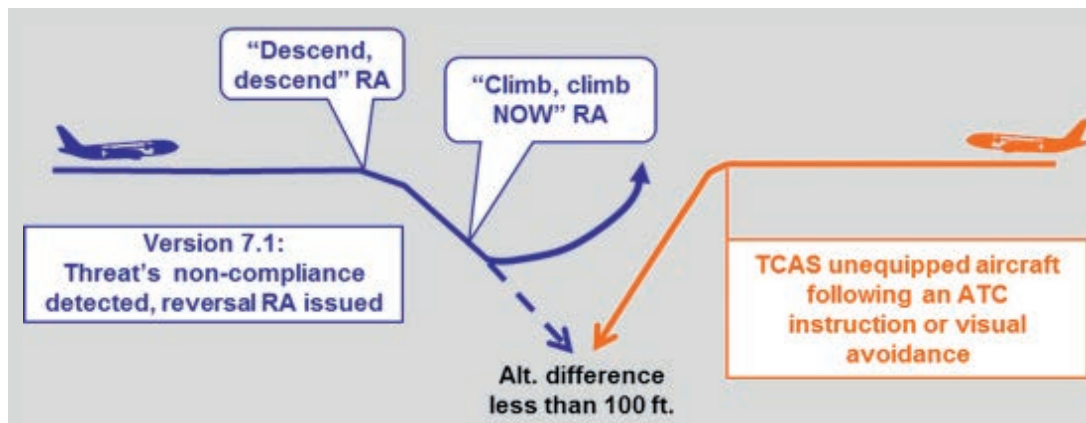 “Descend,
descend” RA
“Climb, climb
NOW” RA
Version 7.1:
Threat’s non-compliance
detected, reversal RA issued
TCAS unequipped aircraft
following an ATC
instruction or visual
avoidance
Alt. difference
less than 100 ft.